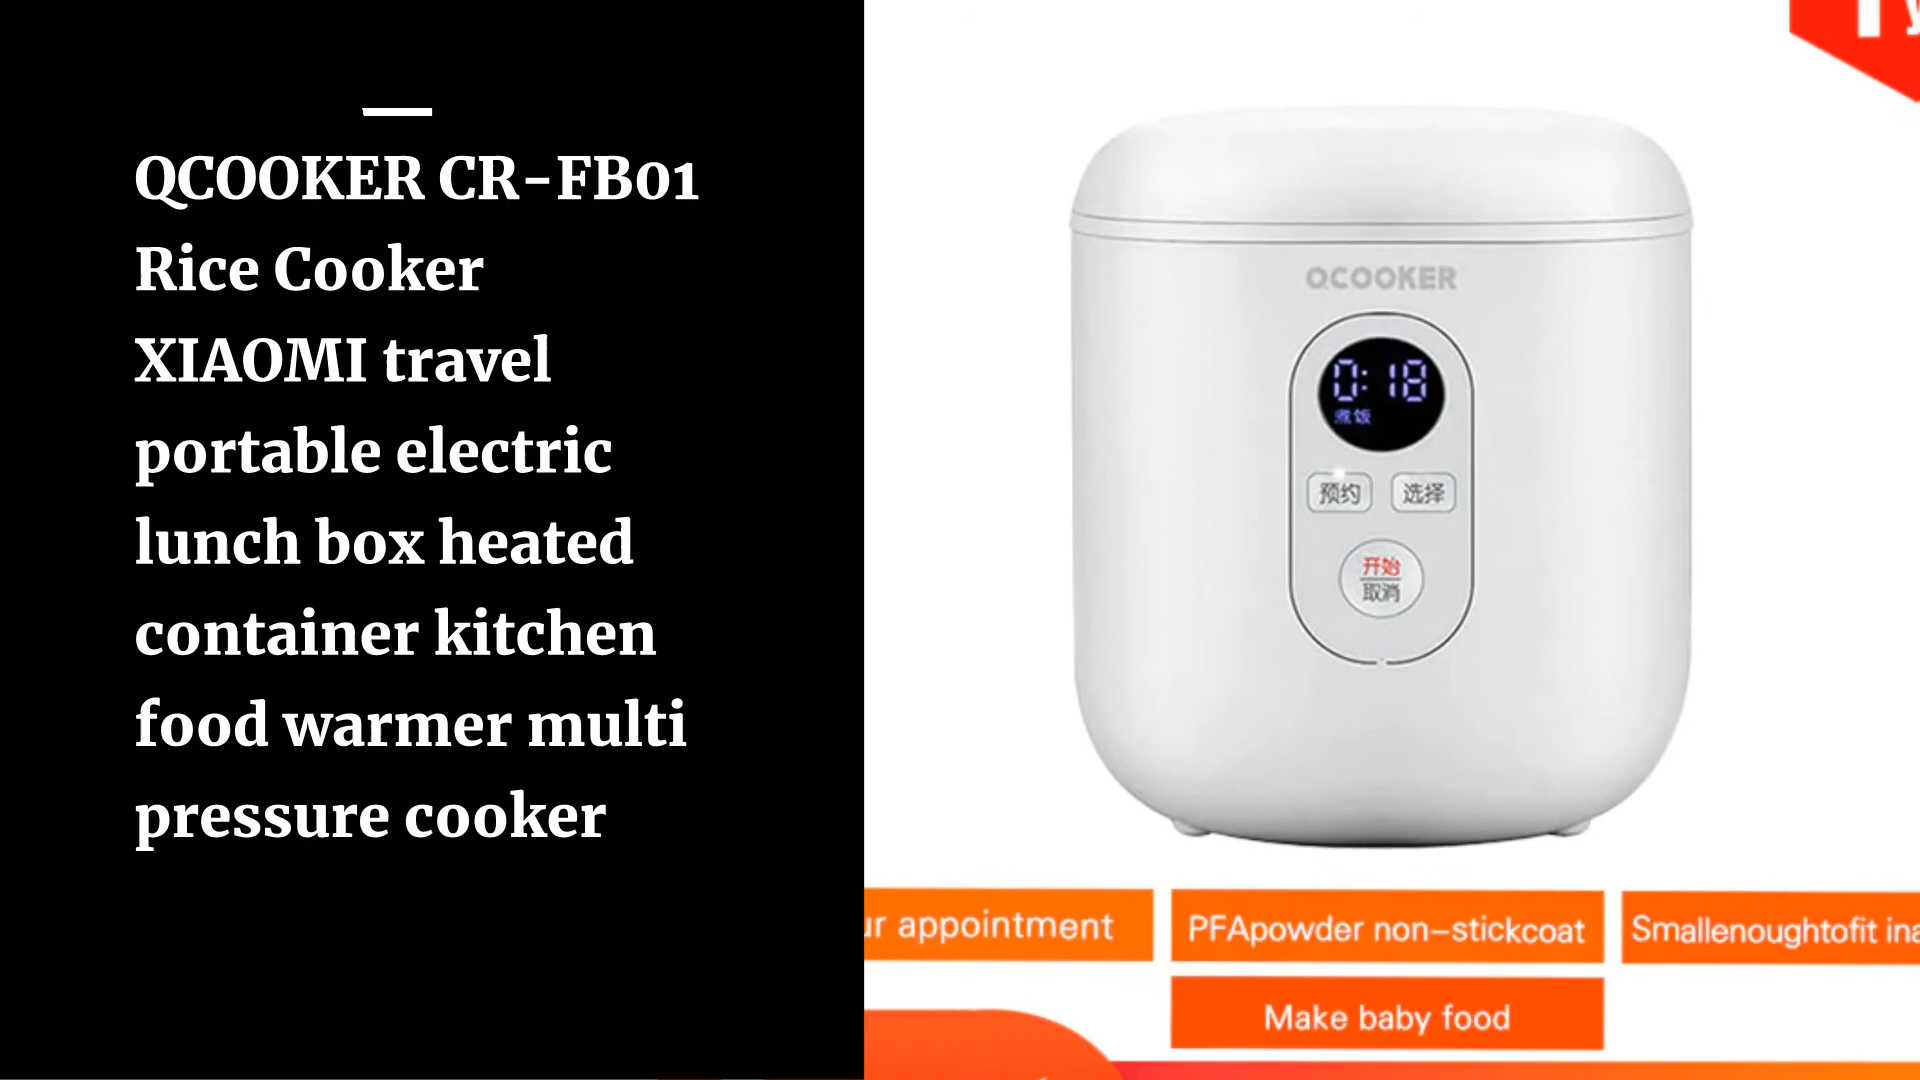 QCOOKER CR-FB01
Rice Cooker
XIAOMI travel
portable electric
lunch box heated
container kitchen
food warmer multi
pressure cooker
QCOOKER
0:18
煮饭
预约 选择
开始
取消
appointment
PFApowder non-stickcoat
Smallenoughtofit
Make baby food